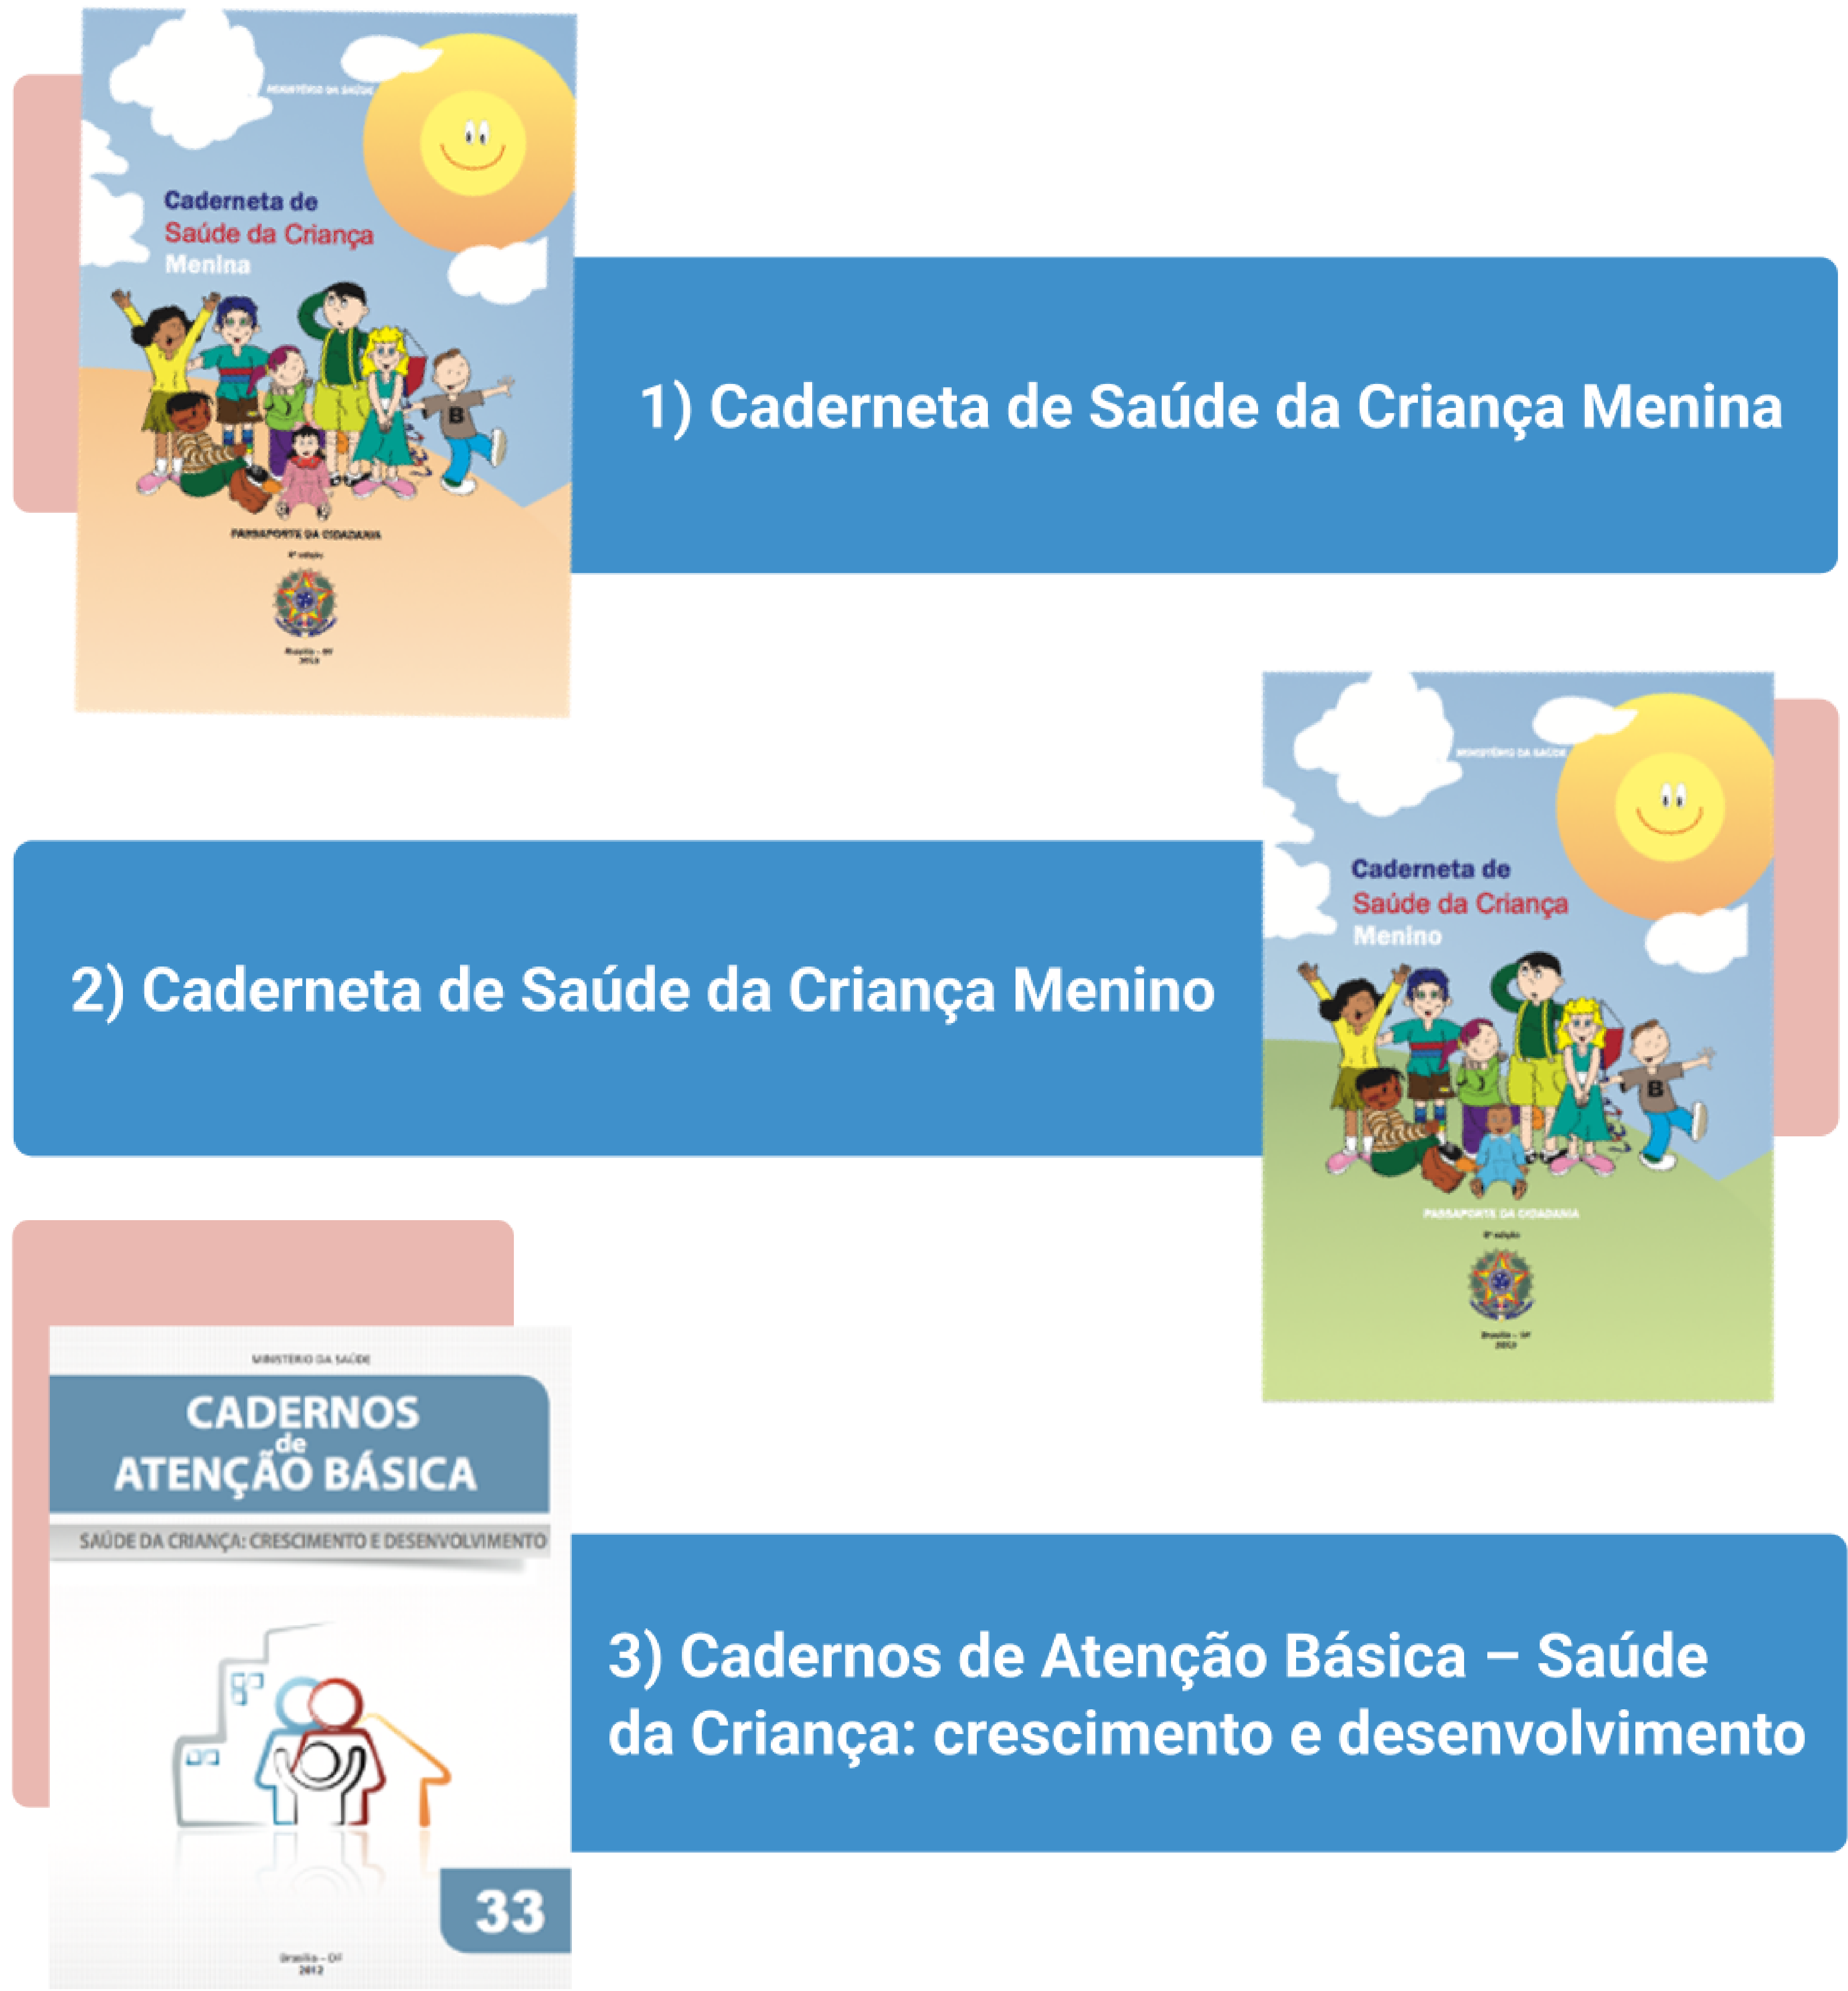 MINISTÉRIO DA SAÚDE
Caderneta de
Saúde da Criança
Menina
B
PASSAPORTE DA CIDADANIA
8ª edição
Brasília - DF
2013
1) Caderneta de Saúde da Criança Menina
MINISTÉRIO DA SAÚDE
Caderneta de
Saúde da Criança
Menino
B
PASSAPORTE DA CIDADANIA
8ª edição
Brasília - DF
2013
2) Caderneta de Saúde da Criança Menino
MINISTÉRIO DA SAÚDE
CADERNOS
de
ATENÇÃO BÁSICA
SAÚDE DA CRIANÇA: CRESCIMENTO E DESENVOLVIMENTO
33
Brasília – DF
2012
3) Cadernos de Atenção Básica – Saúde
da Criança: crescimento e desenvolvimento